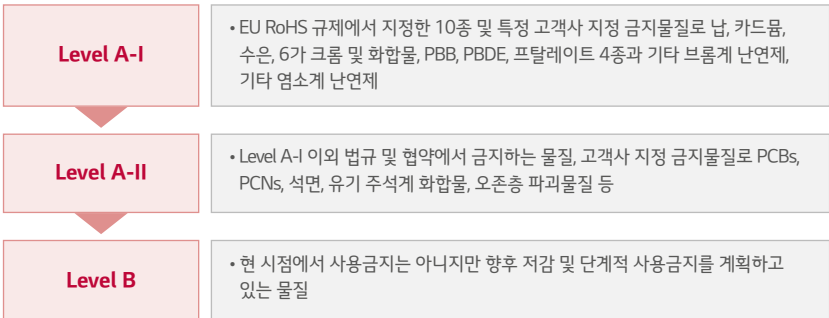 Level A-I
• EU RoHS 규제에서 지정한 10종 및 특정 고객사 지정 금지물질로 납, 카드뮴,
수은, 6가 크롬 및 화합물, PBB, PBDE, 프탈레이트 4종과 기타 브롬계 난연제,
기타 염소계 난연제
Level A-II
• Level A-I 이외 법규 및 협약에서 금지하는 물질, 고객사 지정 금지물질로 PCBs,
PCNs, 석면, 유기 주석계 화합물, 오존층 파괴물질 등
Level B
• 현 시점에서 사용금지는 아니지만 향후 저감 및 단계적 사용금지를 계획하고
있는 물질